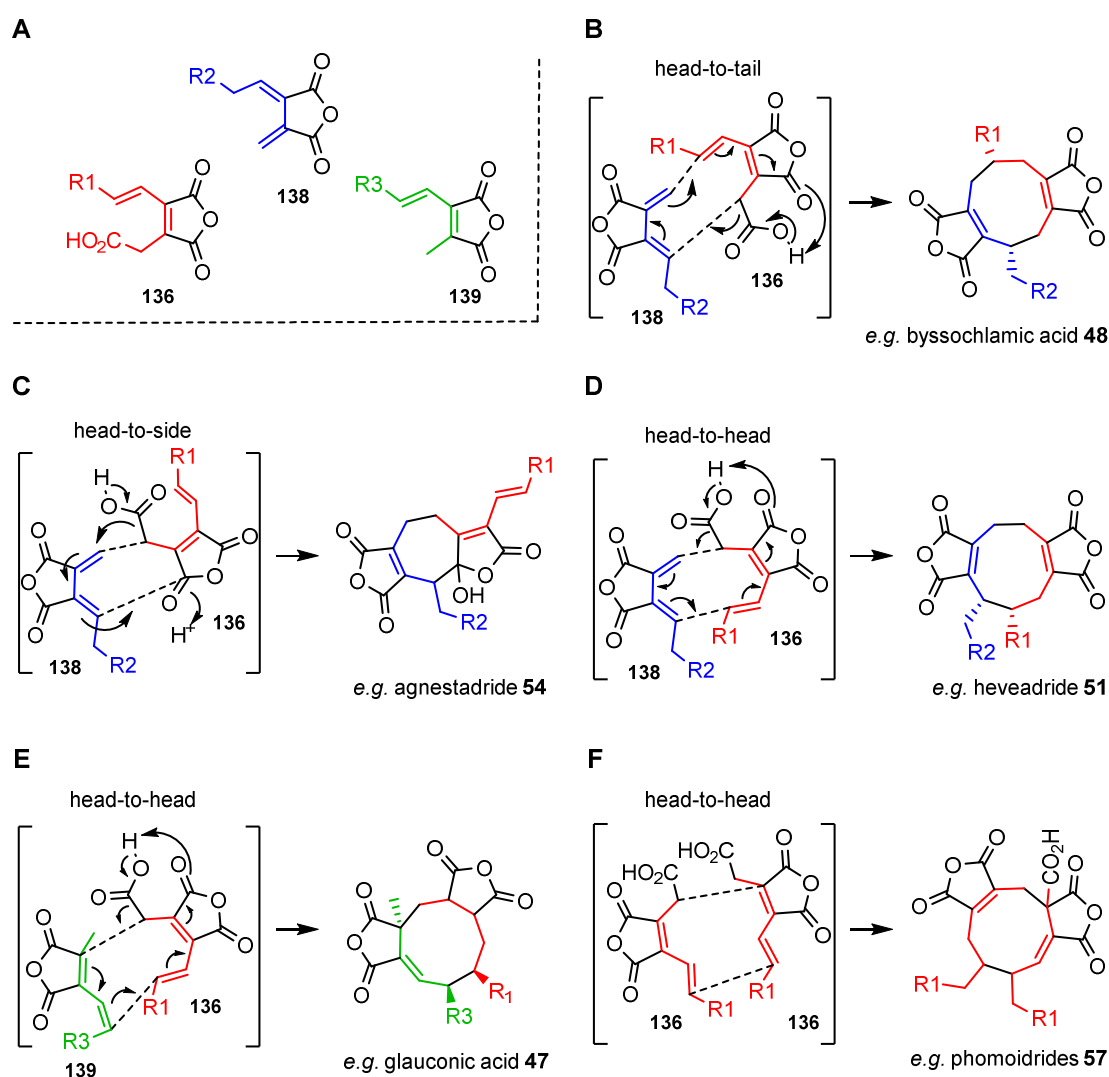 A
R2
O
O
O
138
R1
HO2C
O
O
O
136
R3
O
O
O
139
B
head-to-tail
R1
O
O
O
O
O
O
O
O
H
136
R2
138
R1
O
O
O
O
O
O
R2
e.g. byssochlamic acid 48
C
head-to-side
R1
H
O
O
O
O
O
O
O
O
H+
136
138
R2
R1
O
O
O
O
O
OH
R2
e.g. agnestadride 54
D
head-to-head
H
O
O
O
O
O
O
O
O
R1
136
138
R2
O
O
O
O
O
O
R2
R1
e.g. heveadride 51
E
head-to-head
H
O
O
O
O
O
O
O
O
R1
136
R3
139
O
O
O
O
O
O
R1
R3
e.g. glauconic acid 47
F
head-to-head
HO2C
HO2C
O
O
O
O
O
O
R1
R1
136
136
O
O
O
CO2H
O
O
O
R1
R1
e.g. phomoidrides 57